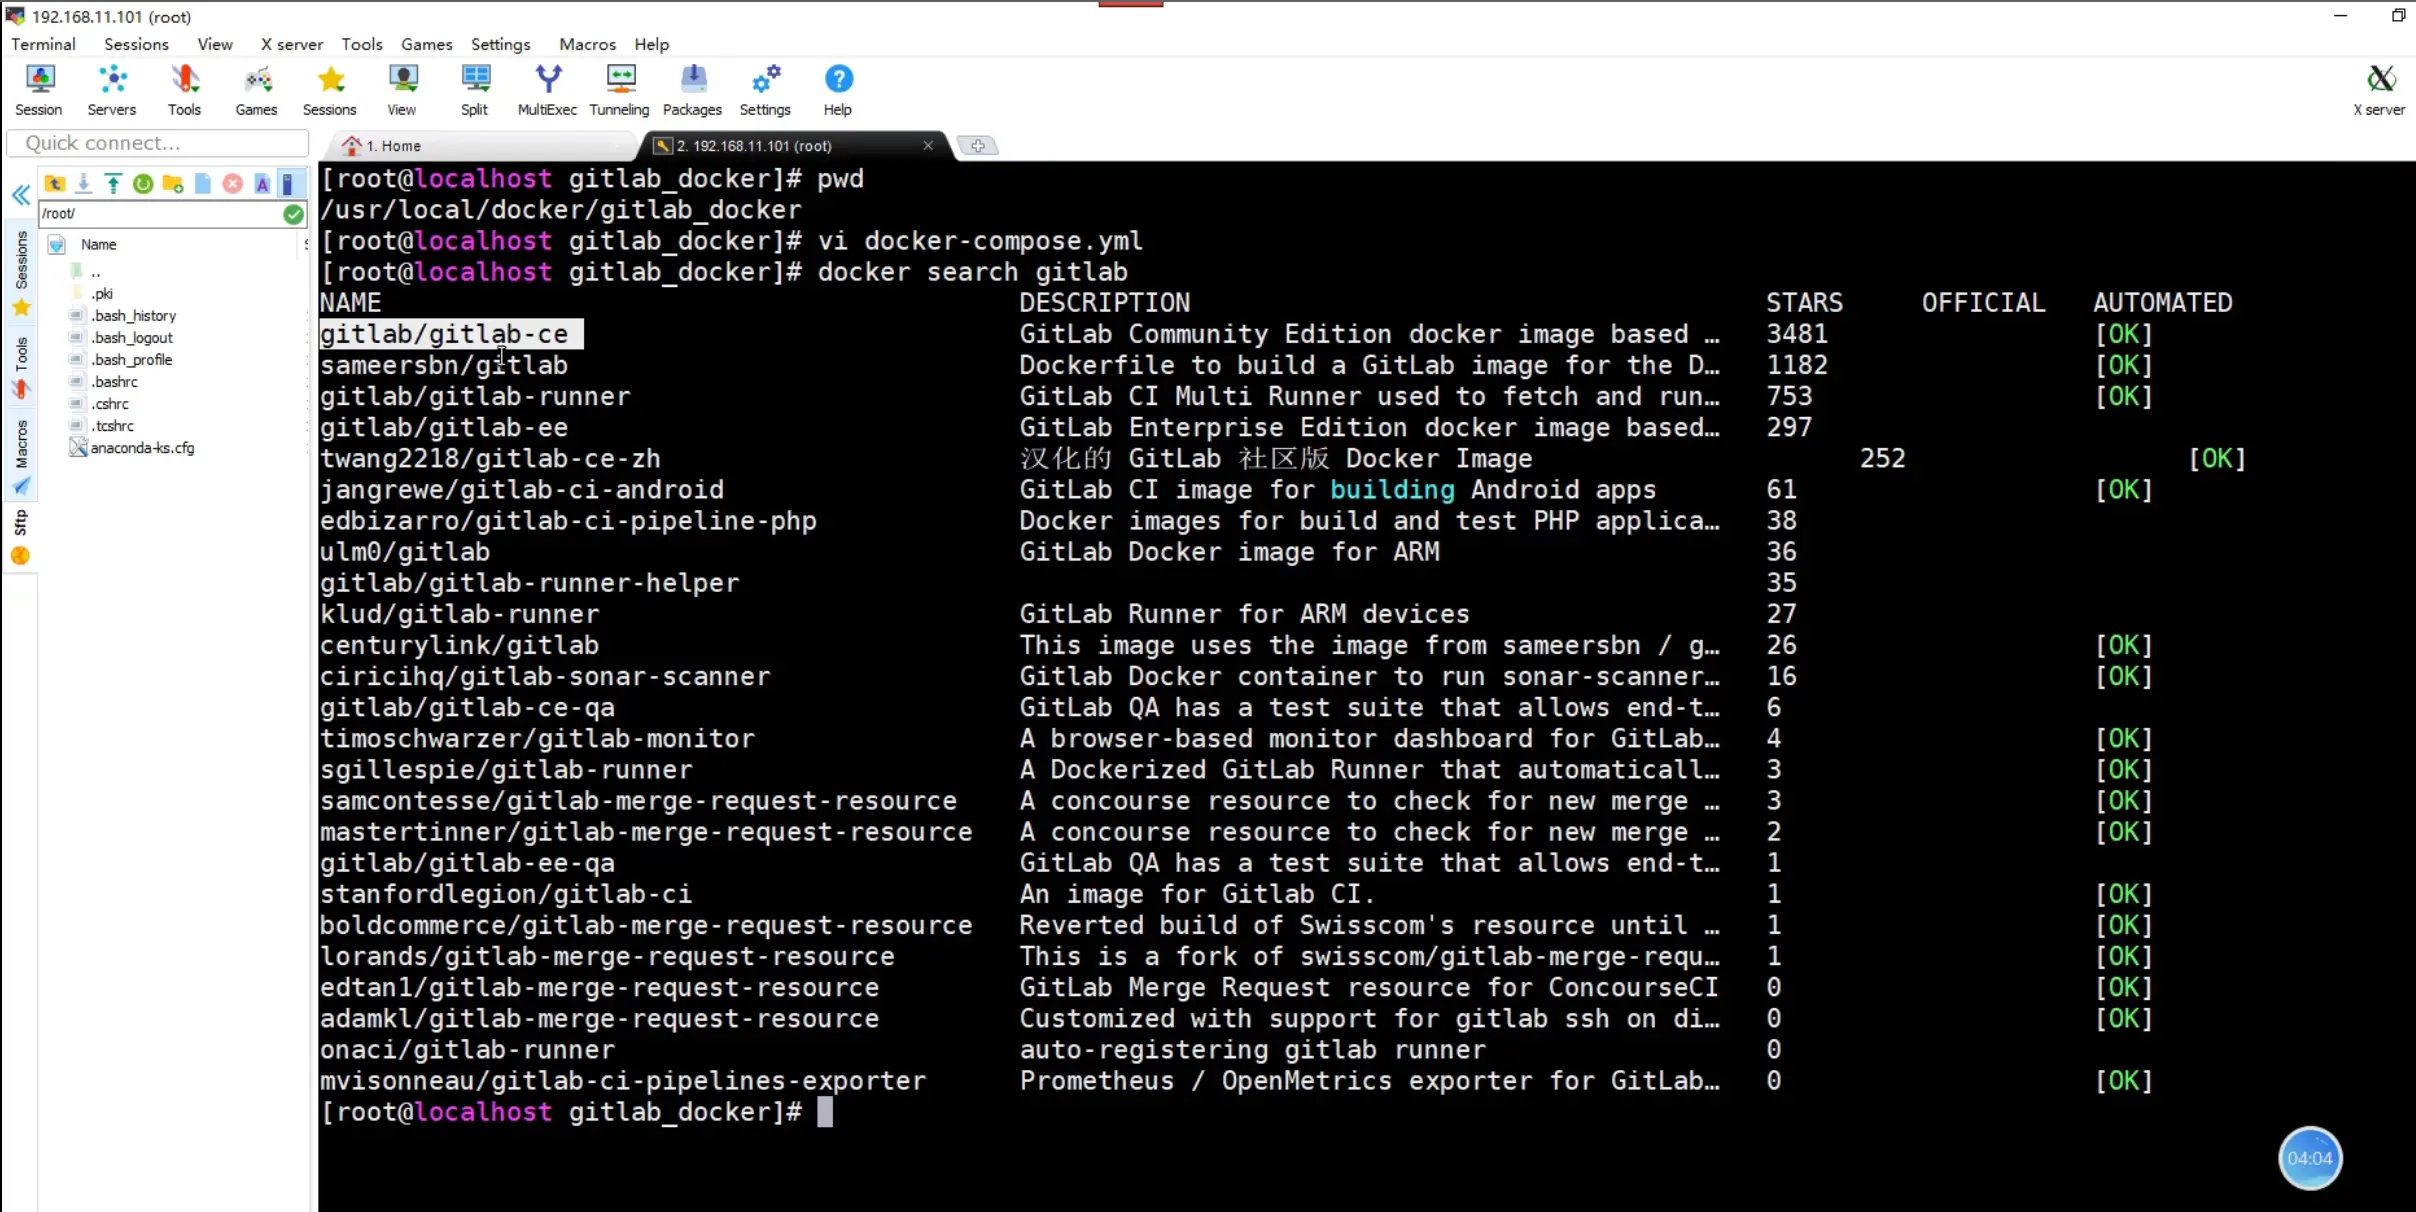 192.168.11.101 (root)
Terminal Sessions View X server Tools Games Settings Macros Help
Session Servers Tools Games Sessions View Split MultiExec Tunneling Packages Settings Help X server
Quick connect...
1. Home
2. 192.168.11.101 (root)
/root/
Name
..
.pki
.bash_history
.bash_logout
.bash_profile
.bashrc
.cshrc
.tcshrc
anaconda-ks.cfg
Sessions
Tools
Macros
Sftp
[root@localhost gitlab_docker]# pwd
/usr/local/docker/gitlab_docker
[root@localhost gitlab_docker]# vi docker-compose.yml
[root@localhost gitlab_docker]# docker search gitlab
NAME DESCRIPTION STARS OFFICIAL AUTOMATED
gitlab/gitlab-ce GitLab Community Edition docker image based … 3481 [OK]
sameersbn/gitlab Dockerfile to build a GitLab image for the D… 1182 [OK]
gitlab/gitlab-runner GitLab CI Multi Runner used to fetch and run… 753 [OK]
gitlab/gitlab-ee GitLab Enterprise Edition docker image based… 297
twang2218/gitlab-ce-zh 汉化的 GitLab 社区版 Docker Image 252 [OK]
jangrewe/gitlab-ci-android GitLab CI image for building Android apps 61 [OK]
edbizarro/gitlab-ci-pipeline-php Docker images for build and test PHP applica… 38
ulm0/gitlab GitLab Docker image for ARM 36
gitlab/gitlab-runner-helper 35
klud/gitlab-runner GitLab Runner for ARM devices 27
centurylink/gitlab This image uses the image from sameersbn / g… 26 [OK]
ciricihq/gitlab-sonar-scanner Gitlab Docker container to run sonar-scanner… 16 [OK]
gitlab/gitlab-ce-qa GitLab QA has a test suite that allows end-t… 6
timoschwarzer/gitlab-monitor A browser-based monitor dashboard for GitLab… 4 [OK]
sgillespie/gitlab-runner A Dockerized GitLab Runner that automaticall… 3 [OK]
samcontesse/gitlab-merge-request-resource A concourse resource to check for new merge … 3 [OK]
mastertinner/gitlab-merge-request-resource A concourse resource to check for new merge … 2 [OK]
gitlab/gitlab-ee-qa GitLab QA has a test suite that allows end-t… 1
stanfordlegion/gitlab-ci An image for Gitlab CI. 1 [OK]
boldcommerce/gitlab-merge-request-resource Reverted build of Swisscom's resource until … 1 [OK]
lorands/gitlab-merge-request-resource This is a fork of swisscom/gitlab-merge-requ… 1 [OK]
edtan1/gitlab-merge-request-resource GitLab Merge Request resource for ConcourseCI 0 [OK]
adamkl/gitlab-merge-request-resource Customized with support for gitlab ssh on di… 0 [OK]
onaci/gitlab-runner auto-registering gitlab runner 0
mvisonneau/gitlab-ci-pipelines-exporter Prometheus / OpenMetrics exporter for GitLab… 0 [OK]
[root@localhost gitlab_docker]#
04:04